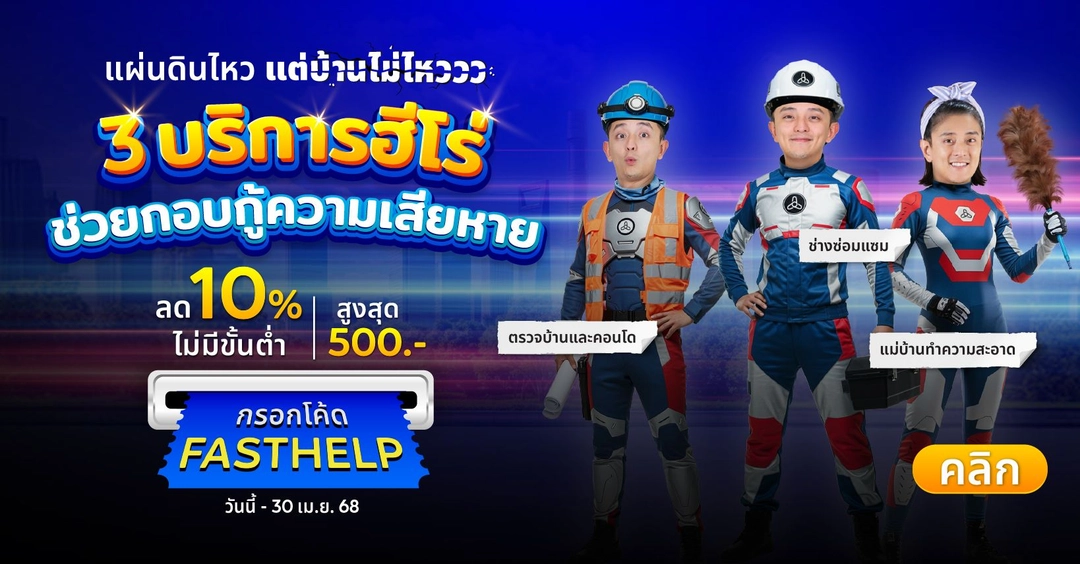 แผ่นดินไหว แต่บ้านไม่ไหววว
3 บริการฮีโร่
ช่วยกอบกู้ความเสียหาย
ลด 10%
ไม่มีขั้นต่ำ
สูงสุด
500.-
กรอกโค้ด
FASTHELP
วันนี้ - 30 เม.ย. 68
ตรวจบ้านและคอนโด
ช่างซ่อมแซม
แม่บ้านทำความสะอาด
คลิก